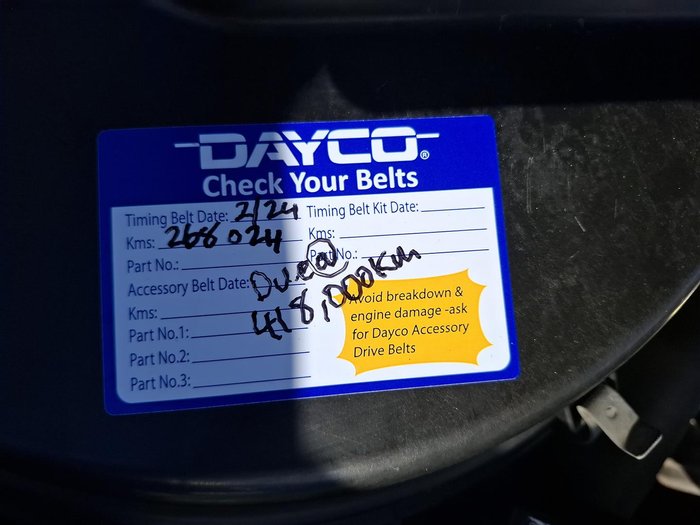 DAYCO®
Check Your Belts
Timing Belt Date: 2/24
Kms: 268024
Part No.:
Accessory Belt Date:
Kms:
Part No.1:
Part No.2:
Part No.3:
Timing Belt Kit Date:
Kms:
Part No.:
Due @
418,000Km
Avoid breakdown &
engine damage -ask
for Dayco Accessory
Drive Belts